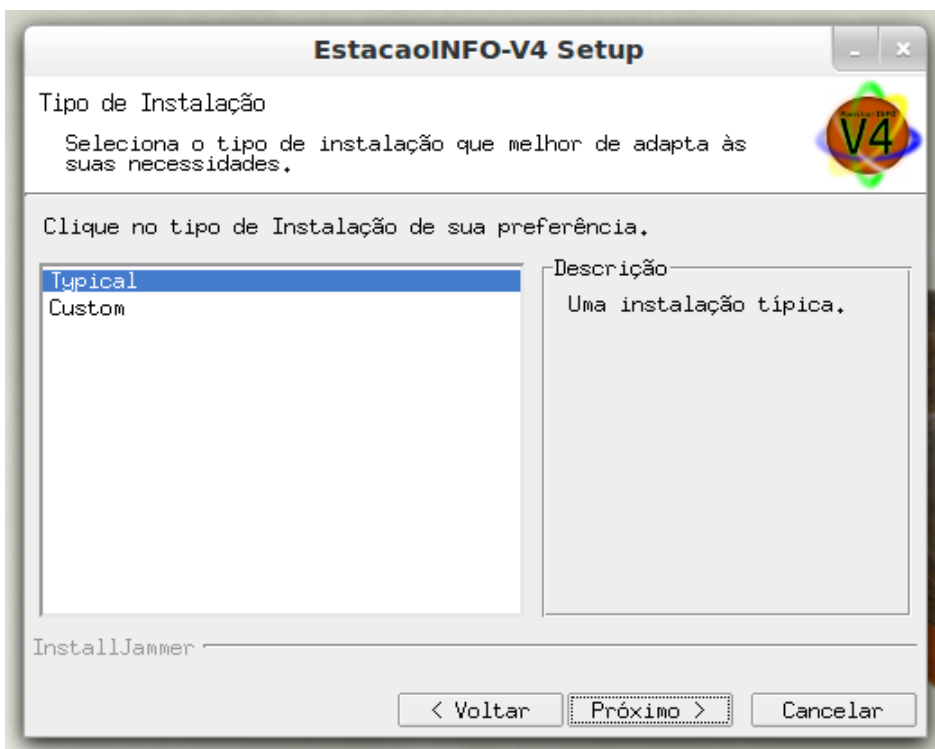 EstacaoINFO-V4 Setup
Tipo de Instalação
Seleciona o tipo de instalação que melhor de adapta às
suas necessidades.
V4
Clique no tipo de Instalação de sua preferência.
Typical
Custom
Descrição
Uma instalação típica.
InstallJammer
< Voltar
Próximo >
Cancelar